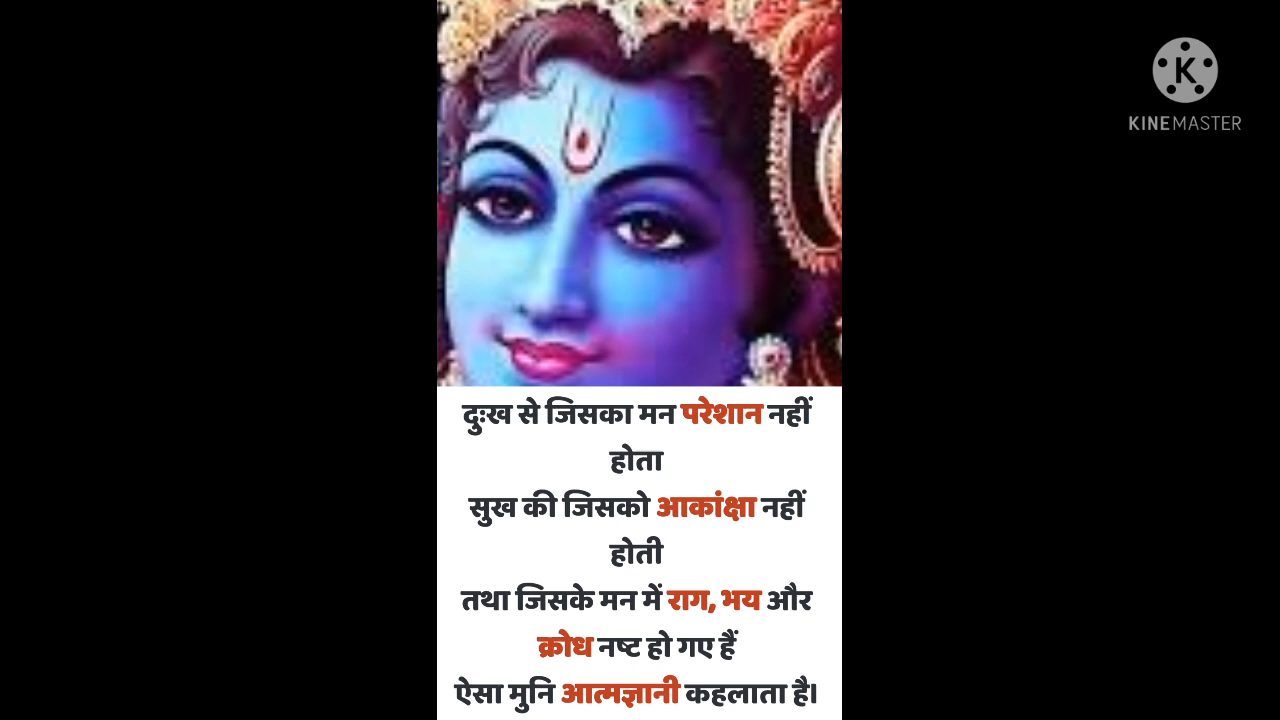 KINEMASTER
दुःख से जिसका मन परेशान नहीं
होता
सुख की जिसको आकांक्षा नहीं
होती
तथा जिसके मन में राग, भय और
क्रोध नष्ट हो गए हैं
ऐसा मुनि आत्मज्ञानी कहलाता है।